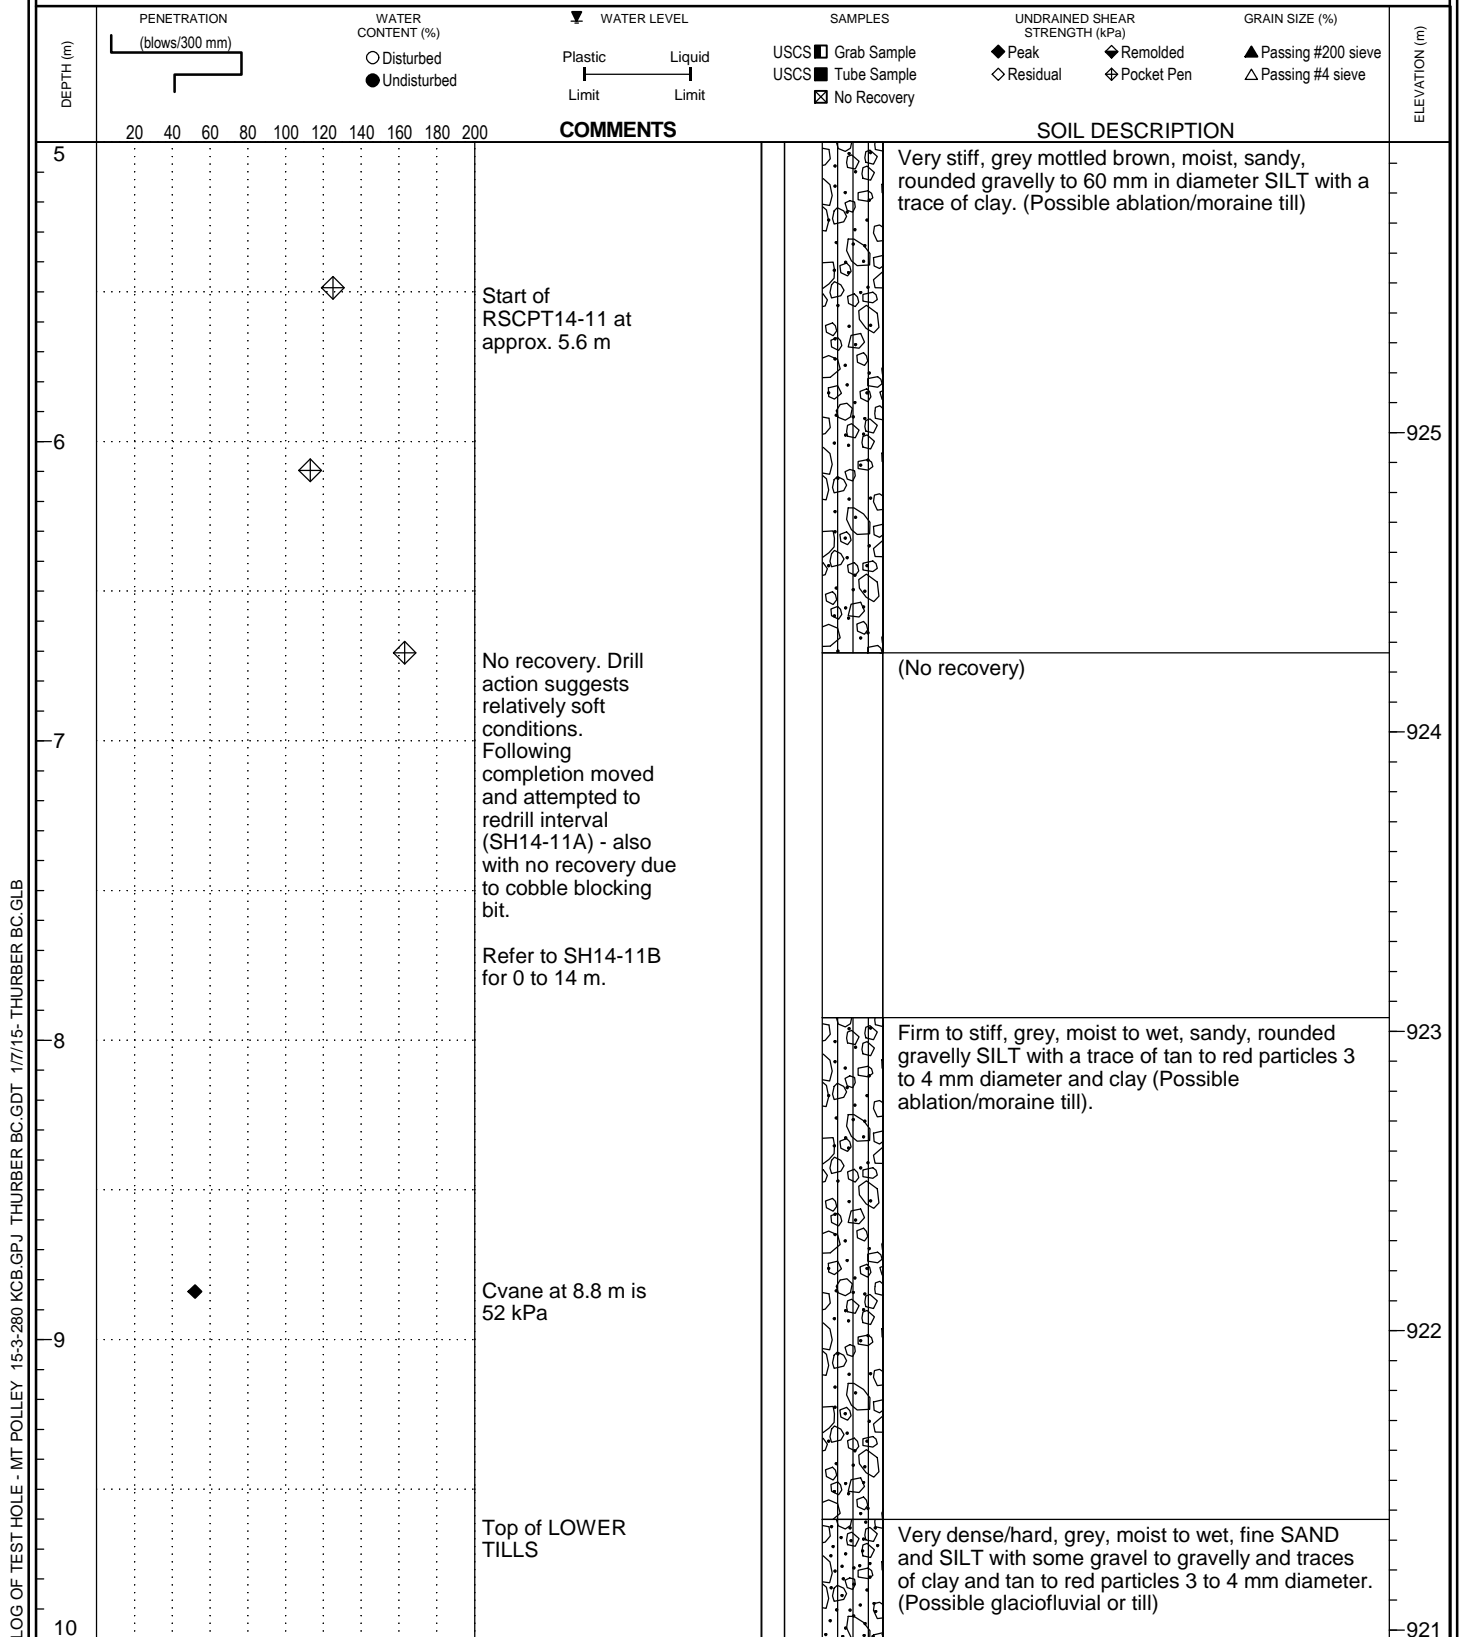 PENETRATION
(blows/300 mm)
WATER
CONTENT (%)
Disturbed
Undisturbed
WATER LEVEL
Plastic Liquid
Limit Limit
SAMPLES
USCS Grab Sample
USCS Tube Sample
No Recovery
UNDRAINED SHEAR
STRENGTH (kPa)
Peak Remolded
Residual Pocket Pen
GRAIN SIZE (%)
Passing #200 sieve
Passing #4 sieve
DEPTH (m)
ELEVATION (m)
20 40 60 80 100 120 140 160 180 200
COMMENTS
SOIL DESCRIPTION
5
Very stiff, grey mottled brown, moist, sandy,
rounded gravelly to 60 mm in diameter SILT with a
trace of clay. (Possible ablation/moraine till)
Start of
RSCPT14-11 at
approx. 5.6 m
6
925
No recovery. Drill
action suggests
relatively soft
conditions.
Following
completion moved
and attempted to
redrill interval
(SH14-11A) - also
with no recovery due
to cobble blocking
bit.
(No recovery)
7
924
Refer to SH14-11B
for 0 to 14 m.
8
923
Firm to stiff, grey, moist to wet, sandy, rounded
gravelly SILT with a trace of tan to red particles 3
to 4 mm diameter and clay (Possible
ablation/moraine till).
Cvane at 8.8 m is
52 kPa
9
922
Top of LOWER
TILLS
Very dense/hard, grey, moist to wet, fine SAND
and SILT with some gravel to gravelly and traces
of clay and tan to red particles 3 to 4 mm diameter.
(Possible glaciofluvial or till)
10
921
LOG OF TEST HOLE - MT POLLEY 15-3-280 KCB.GPJ THURBER BC.GDT 1/7/15- THURBER BC.GLB